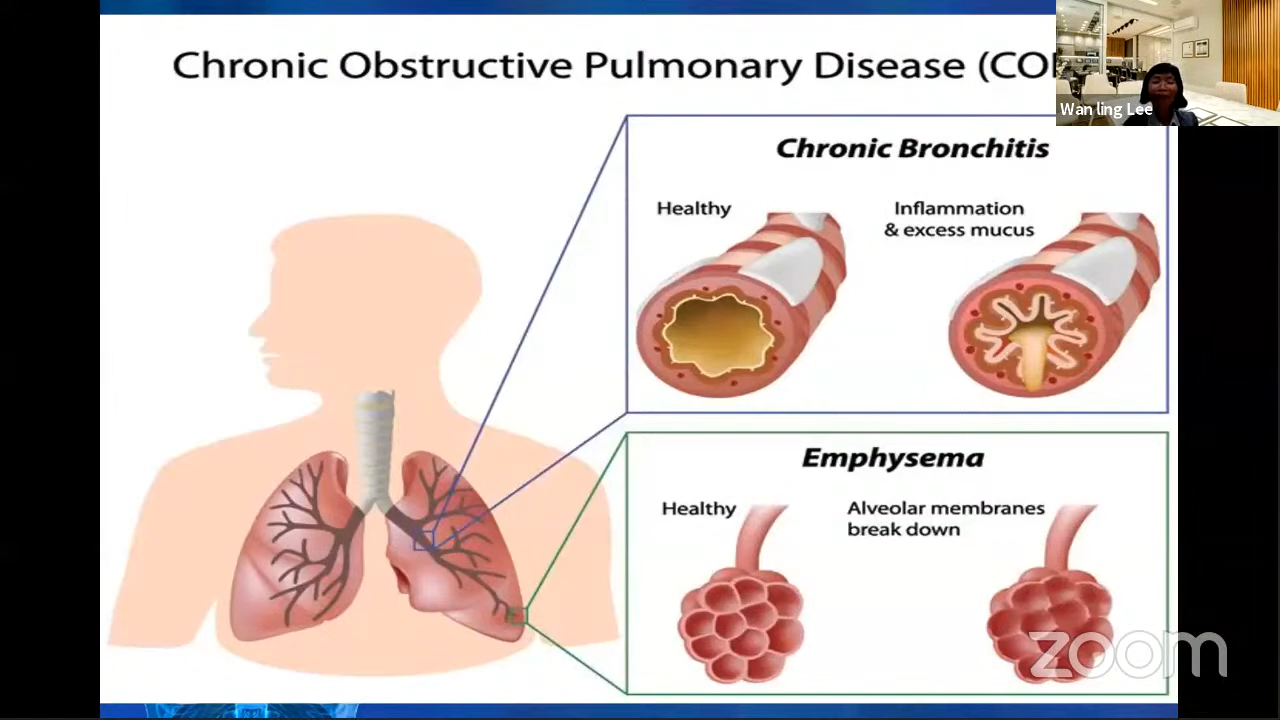 Chronic Obstructive Pulmonary Disease (CO
Wan ling Lee
Chronic Bronchitis
Healthy
Inflammation
& excess mucus
Emphysema
Healthy
Alveolar membranes
break down
zoom